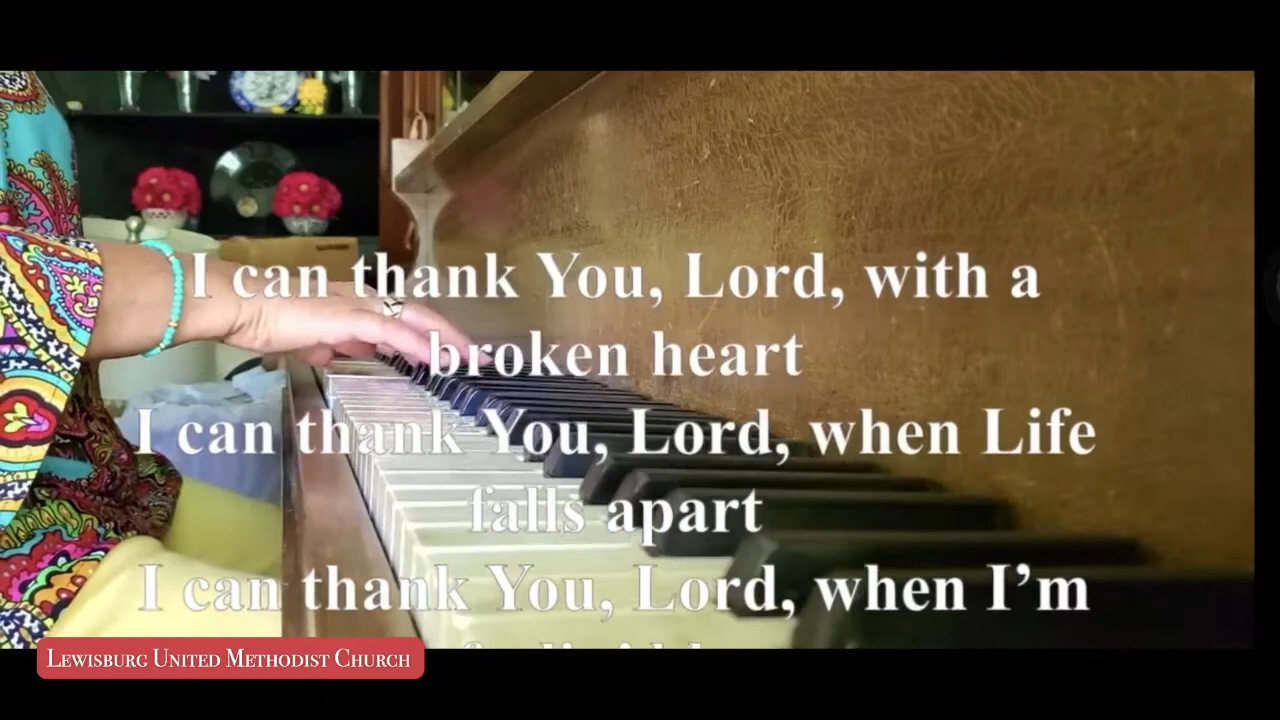 I can thank You, Lord, with a
broken heart
I can thank You, Lord, when Life
falls apart
I can thank You, Lord, when I’m
Lewisburg United Methodist Church